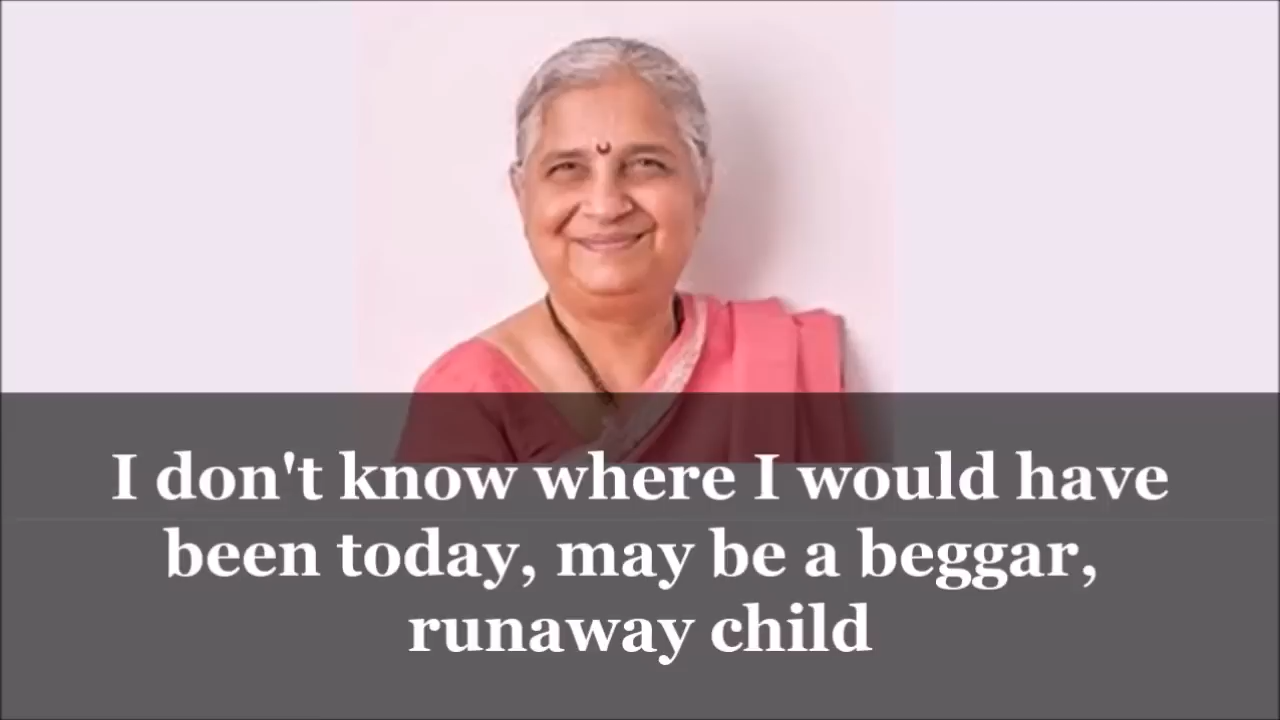 I don't know where I would have
been today, may be a beggar,
runaway child